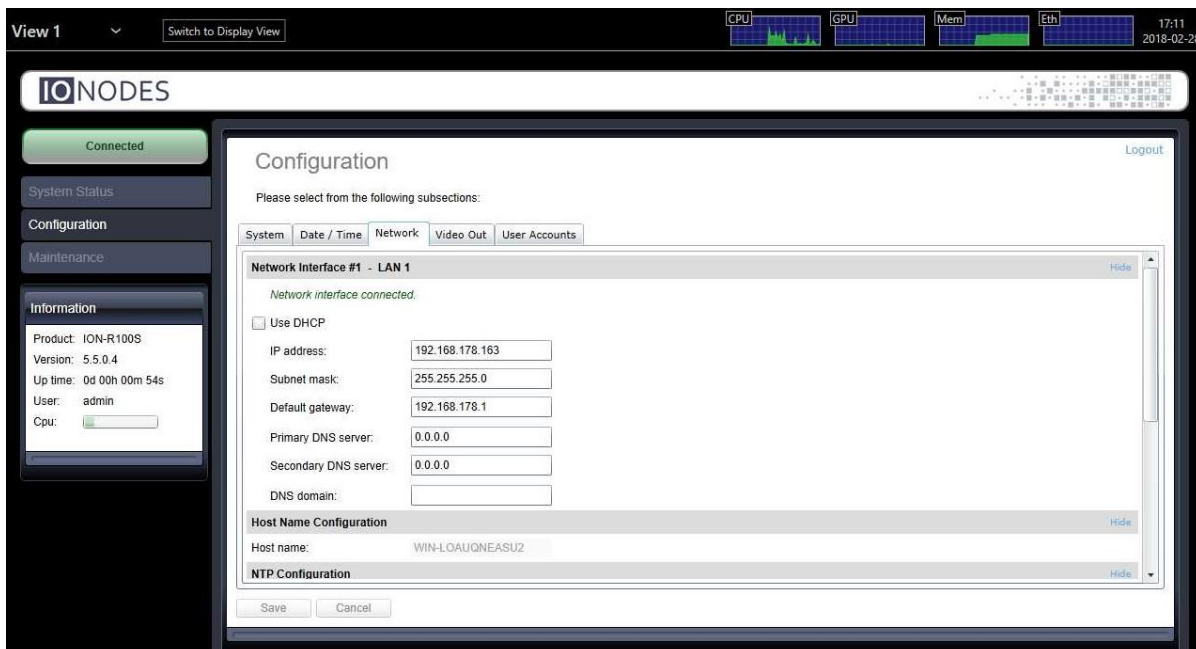 View 1
Switch to Display View
CPU
GPU
Mem
Eth
17:11
2018-02-28
IONODES
Connected
System Status
Configuration
Maintenance
Information
Product: ION-R100S
Version: 5.5.0.4
Up time: 0d 00h 00m 54s
User: admin
Cpu:
Logout
Configuration
Please select from the following subsections:
System Date / Time Network Video Out User Accounts
Network Interface #1 - LAN 1 Hide
Network interface connected.
Use DHCP
IP address: 192.168.178.163
Subnet mask: 255.255.255.0
Default gateway: 192.168.178.1
Primary DNS server: 0.0.0.0
Secondary DNS server: 0.0.0.0
DNS domain:
Host Name Configuration Hide
Host name: WIN-LOAUQNEASU2
NTP Configuration Hide
Save Cancel